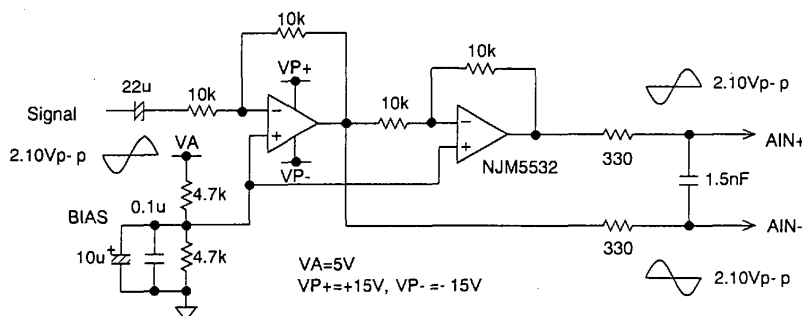 10k
VP+
22u
10k
Signal
10k
10k
2.10Vp- p
AIN+
2.10Vp- p
VA
NJM5532
330
VP-
4.7k
1.5nF
BIAS
0.1u
10u
+
4.7k
330
AIN-
VA=5V
VP+=+15V, VP- =- 15V
2.10Vp- p